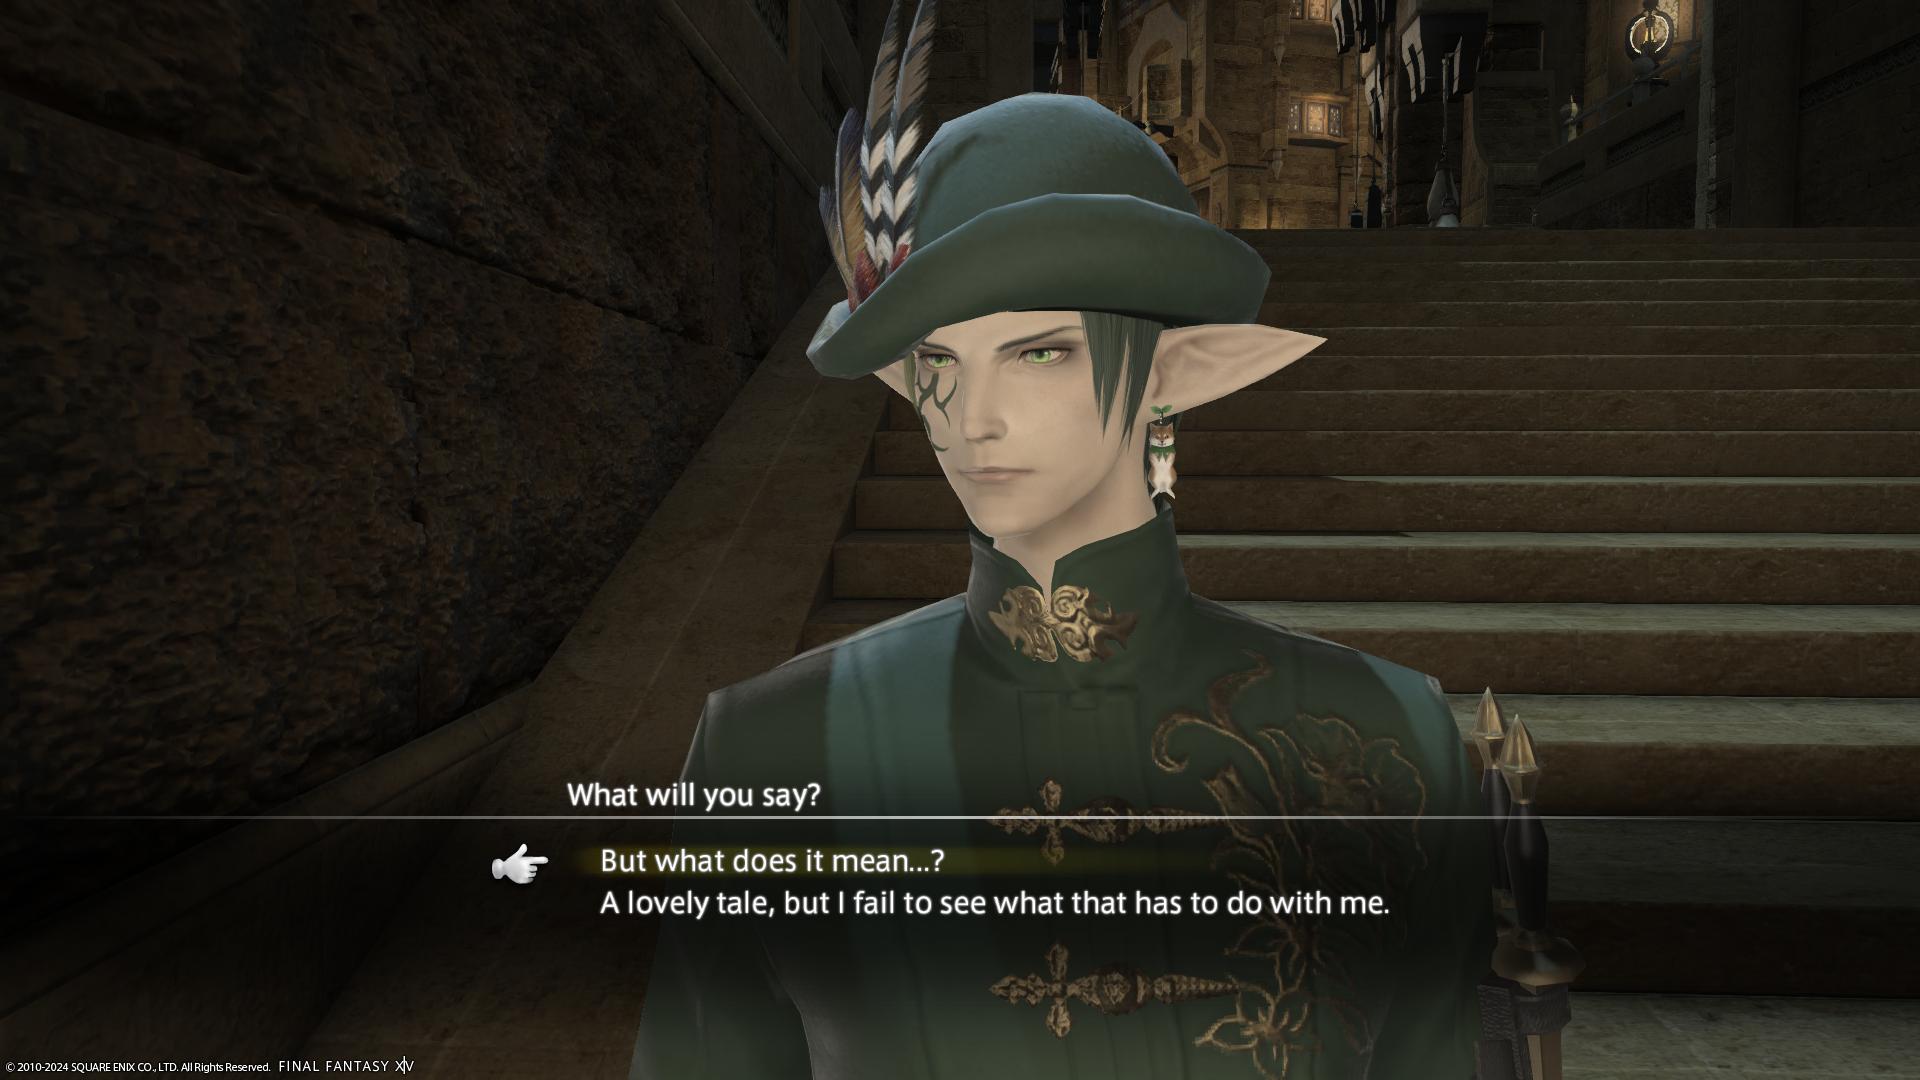 What will you say?
But what does it mean...?
A lovely tale, but I fail to see what that has to do with me.
© 2010-2024 SQUARE ENIX CO., LTD. All Rights Reserved. FINAL FANTASY XIV